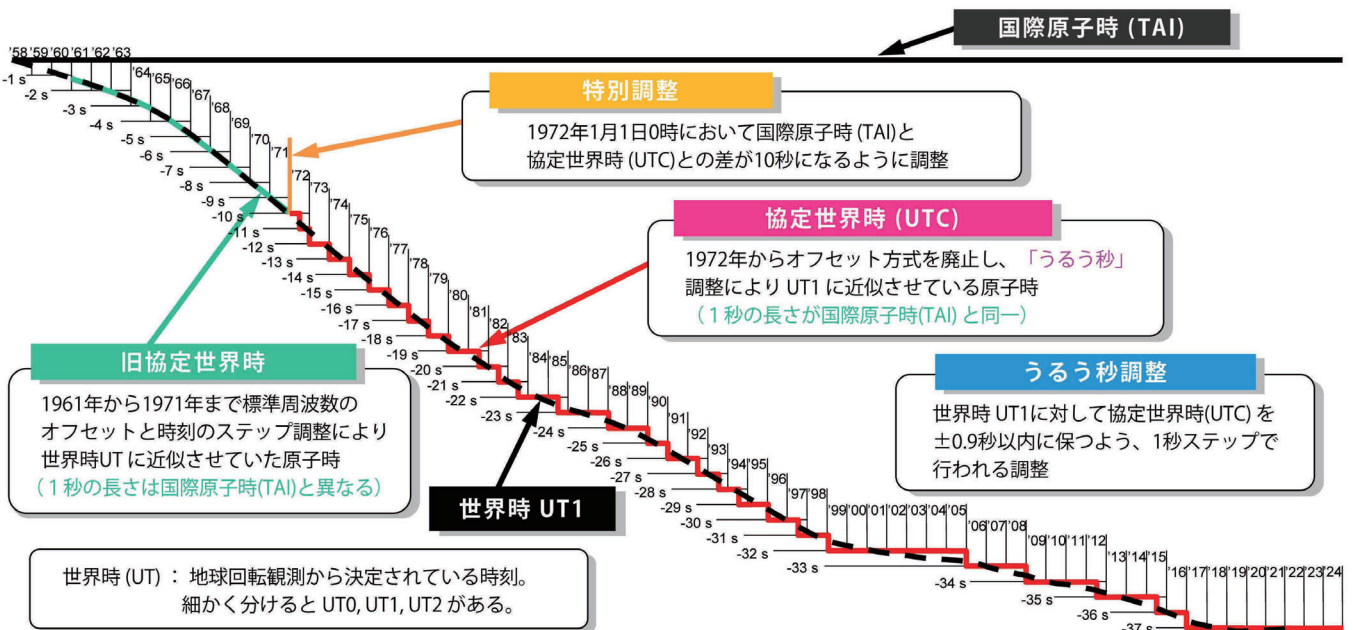 国際原子時 (TAI)
'58 '59 '60 '61 '62 '63
'64
'65
'66
'67
'68
'69
'70
'71
'72
'73
'74
'75
'76
'77
'78
'79
'80
'81
'82
'83
'84 '85
'86 '87
'88 '89
'90
'91
'92
'93
'94 '95
'96
'97 '98
'99 '00 '01 '02 '03 '04 '05
'06 '07 '08
'09 '10 '11 '12
'13 '14 '15
'16 '17 '18 '19 '20 '21 '22 '23 '24
-1 s
-2 s
-3 s
-4 s
-5 s
-6 s
-7 s
-8 s
-9 s
-10 s
-11 s
-12 s
-13 s
-14 s
-15 s
-16 s
-17 s
-18 s
-19 s
-20 s
-21 s
-22 s
-23 s
-24 s
-25 s
-26 s
-27 s
-28 s
-29 s
-30 s
-31 s
-32 s
-33 s
-34 s
-35 s
-36 s
-37 s
特別調整
1972年1月1日0時において国際原子時 (TAI)と
協定世界時 (UTC)との差が10秒になるように調整
協定世界時 (UTC)
1972年からオフセット方式を廃止し、「うるう秒」
調整により UT1 に近似させている原子時
(１秒の長さが国際原子時(TAI) と同一)
旧協定世界時
1961年から1971年まで標準周波数の
オフセットと時刻のステップ調整により
世界時UT に近似させていた原子時
(１秒の長さは国際原子時(TAI)と異なる)
うるう秒調整
世界時 UT1に対して協定世界時(UTC) を
±0.9秒以内に保つよう、1秒ステップで
行われる調整
世界時 UT1
世界時 (UT) ： 地球回転観測から決定されている時刻。
細かく分けると UT0, UT1, UT2 がある。